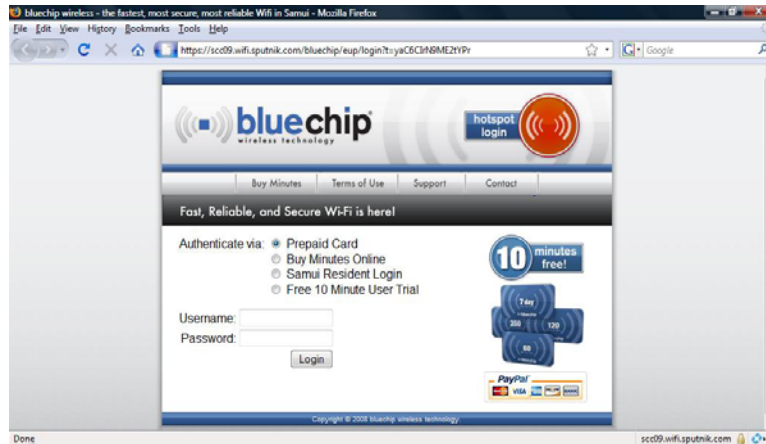 bluechip wireless - the fastest, most secure, most reliable Wifi in Samui - Mozilla Firefox
File Edit View History Bookmarks Tools Help
https://scc09.wifi.sputnik.com/bluechip/eup/login?t=yaC6ClrN9ME2tYPr
G Google
bluechip
wireless technology
hotspot
login
Buy Minutes Terms of Use Support Contact
Fast, Reliable, and Secure Wi-Fi is here!
Authenticate via: Prepaid Card
Buy Minutes Online
Samui Resident Login
Free 10 Minute User Trial
10 minutes
free!
Username:
Password:
Login
7 day
350 120
60
PayPal
VISA
Copyright © 2008 bluechip wireless technology
Done scc09.wifi.sputnik.com